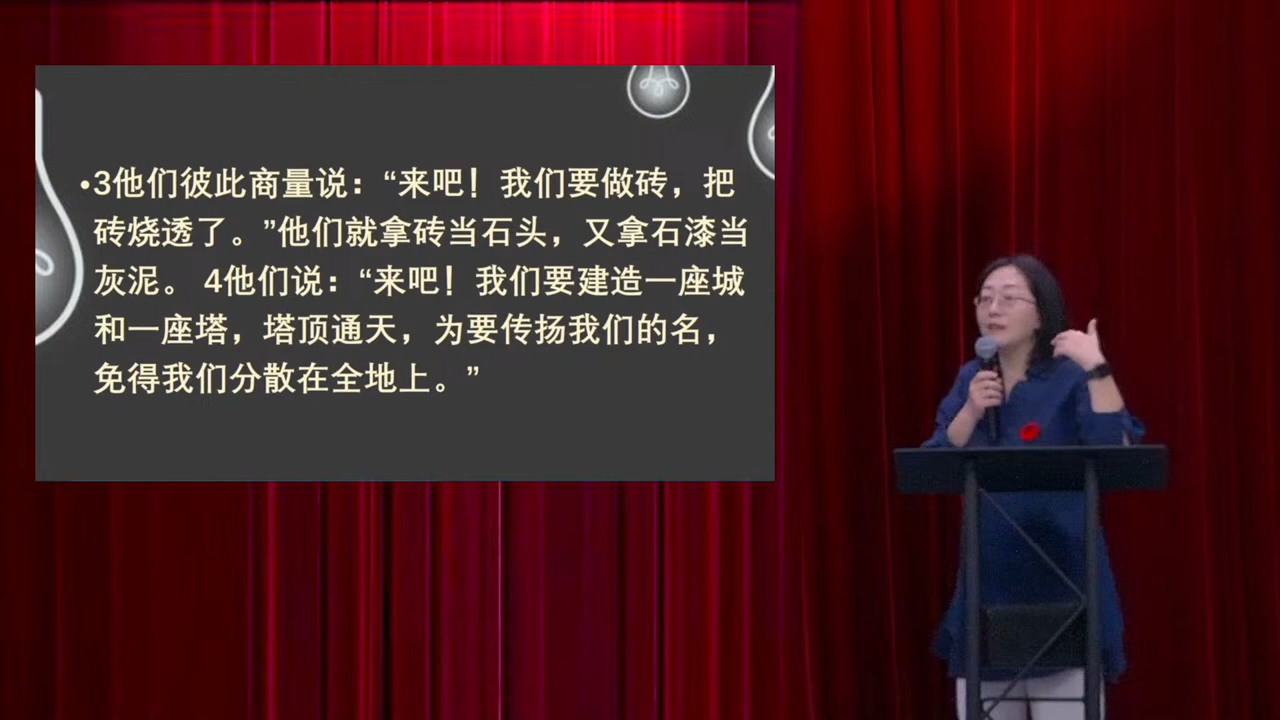 •3他们彼此商量说：“来吧！我们要做砖，把
砖烧透了。”他们就拿砖当石头，又拿石漆当
灰泥。 4他们说：“来吧！我们要建造一座城
和一座塔，塔顶通天，为要传扬我们的名，
免得我们分散在全地上。”